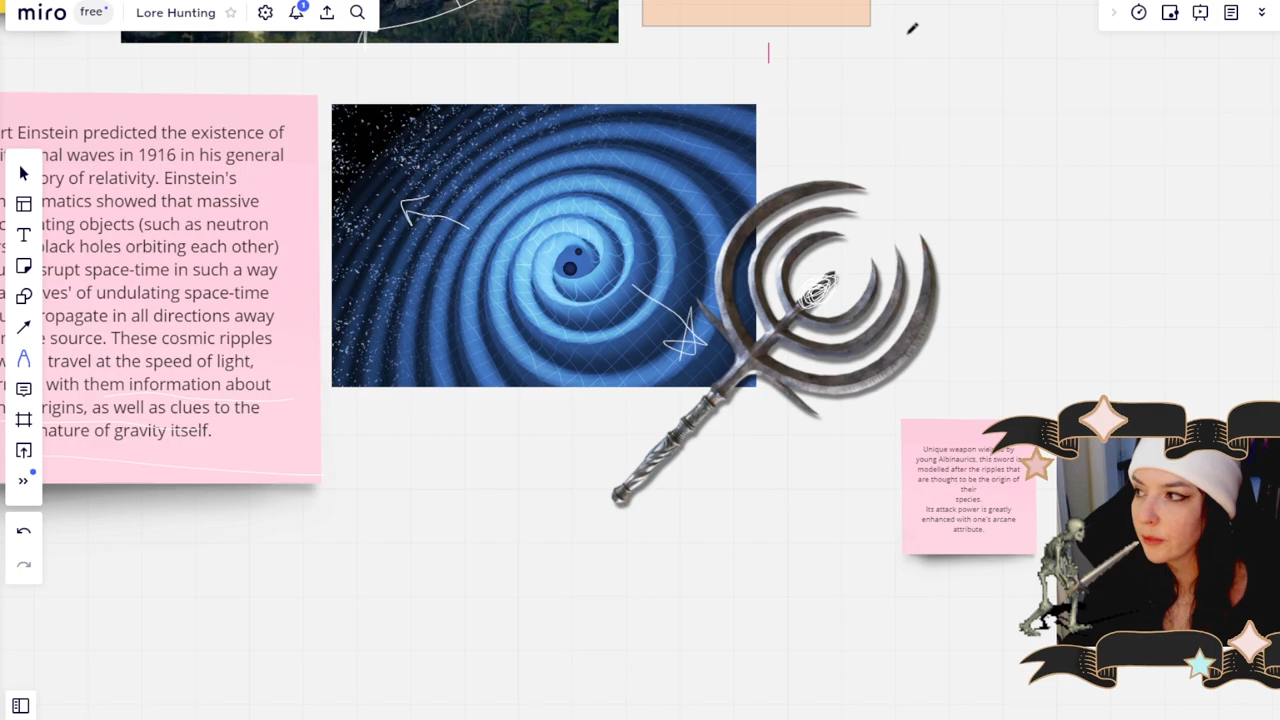 miro free Lore Hunting
1
rt Einstein predicted the existence of
nal waves in 1916 in his general
ory of relativity. Einstein's
matics showed that massive
ating objects (such as neutron
black holes orbiting each other)
srupt space-time in such a way
ves' of undulating space-time
ropagate in all directions away
source. These cosmic ripples
travel at the speed of light,
with them information about
rigins, as well as clues to the
nature of gravity itself.
Unique weapon wielded by
young Albinaurics, this sword is
modelled after the ripples that
are thought to be the origin of
their
species.
Its attack power is greatly
enhanced with one's arcane
attribute.